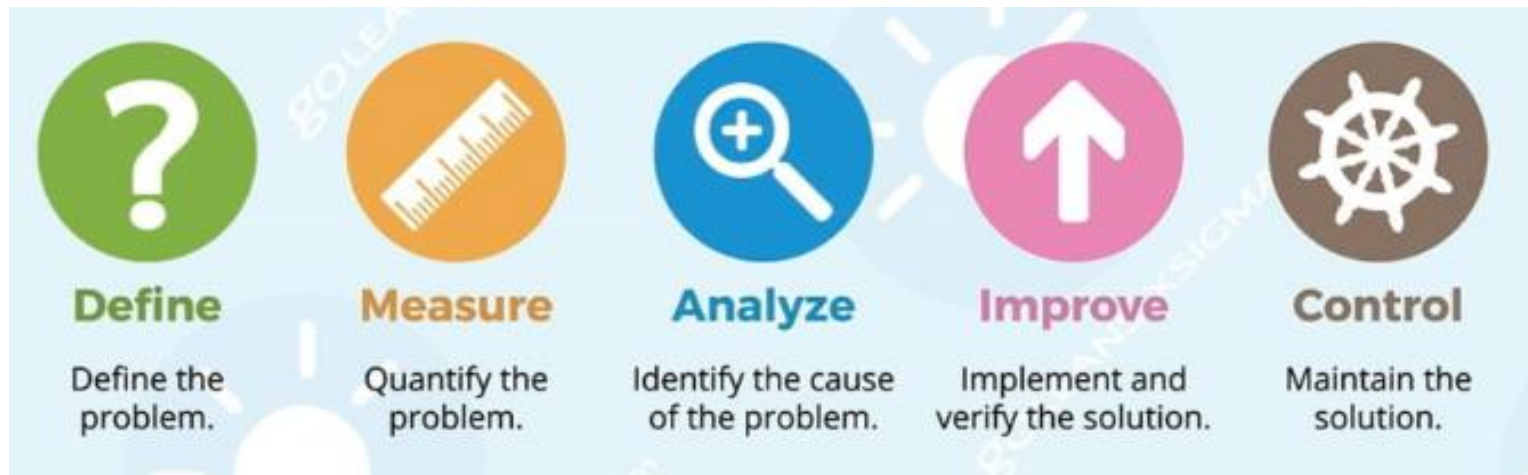 Define
Define the
problem.
Measure
Quantify the
problem.
Analyze
Identify the cause
of the problem.
Improve
Implement and
verify the solution.
Control
Maintain the
solution.